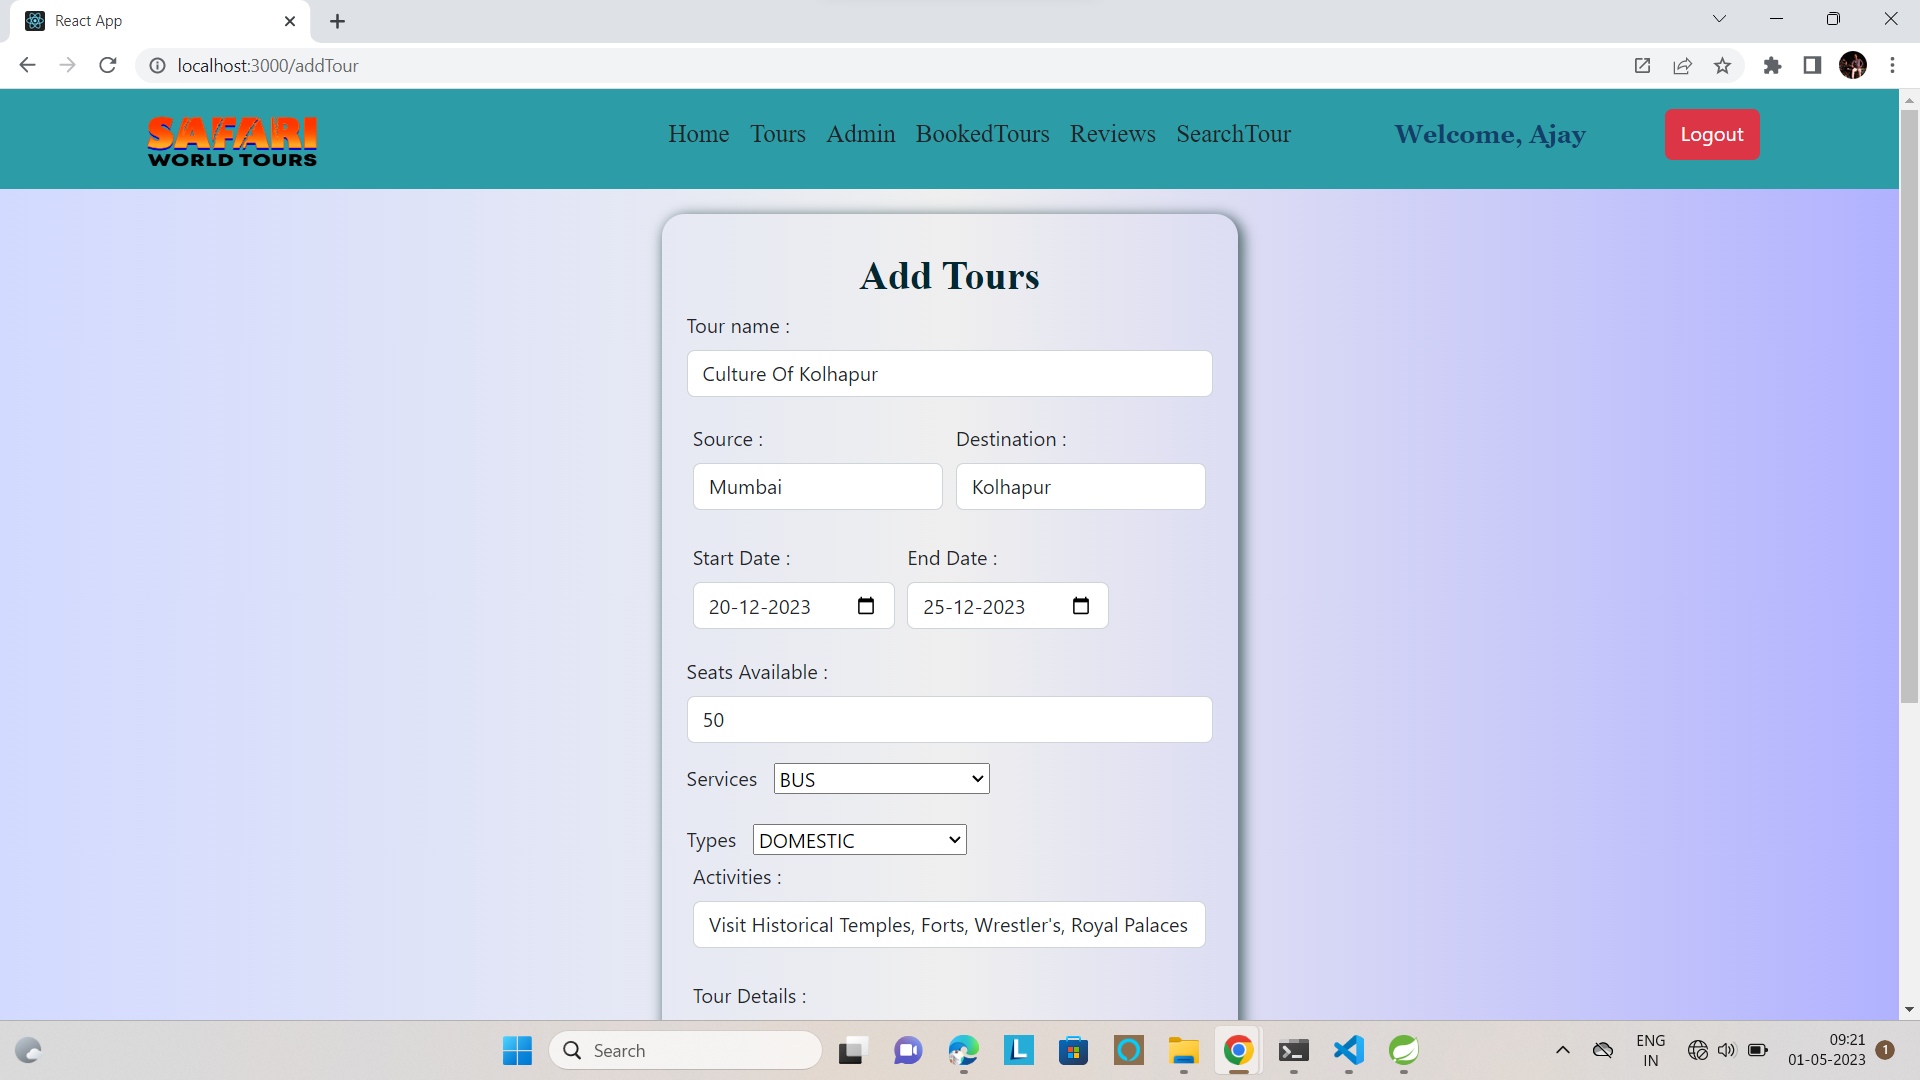 React App
localhost:3000/addTour
SAFARI
WORLD TOURS
Home Tours Admin BookedTours Reviews SearchTour
Welcome, Ajay
Logout
Add Tours
Tour name :
Culture Of Kolhapur
Source : Destination :
Mumbai Kolhapur
Start Date : End Date :
20-12-2023 25-12-2023
Seats Available :
50
Services BUS
Types DOMESTIC
Activities :
Visit Historical Temples, Forts, Wrestler's, Royal Palaces
Tour Details :
Search
L
ENG
IN
09:21
01-05-2023
1